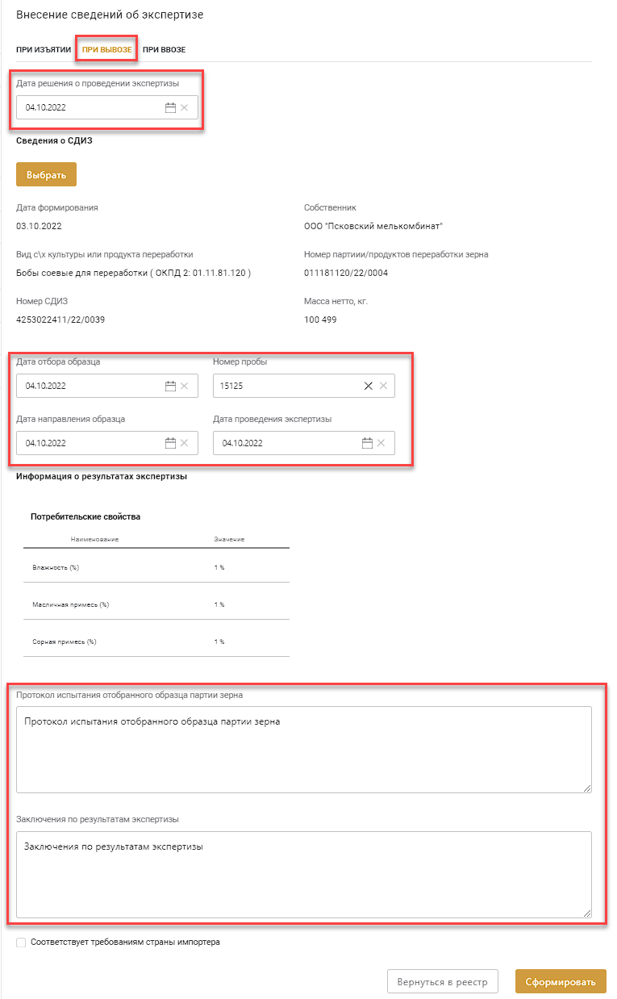 Внесение сведений об экспертизе
ПРИ ИЗЪЯТИИ ПРИ ВЫВОЗЕ ПРИ ВВОЗЕ
Дата решения о проведении экспертизы
04.10.2022
Сведения о СДИЗ
Выбрать
Дата формирования Собственник
03.10.2022 ООО "Псковский мелькомбинат"
Вид с\х культуры или продукта переработки Номер партиии/продуктов переработки зерна
Бобы соевые для переработки ( ОКПД 2: 01.11.81.120 ) 011181120/22/0004
Номер СДИЗ Масса нетто, кг.
4253022411/22/0039 100 499
Дата отбора образца Номер пробы
04.10.2022 15125
Дата направления образца Дата проведения экспертизы
04.10.2022 04.10.2022
Информация о результатах экспертизы
Потребительские свойства
Наименование Значение
Влажность (%) 1 %
Масличная примесь (%) 1 %
Сорная примесь (%) 1 %
Протокол испытания отобранного образца партии зерна
Протокол испытания отобранного образца партии зерна
Заключения по результатам экспертизы
Заключения по результатам экспертизы
Соответствует требованиям страны импортера
Вернуться в реестр Сформировать